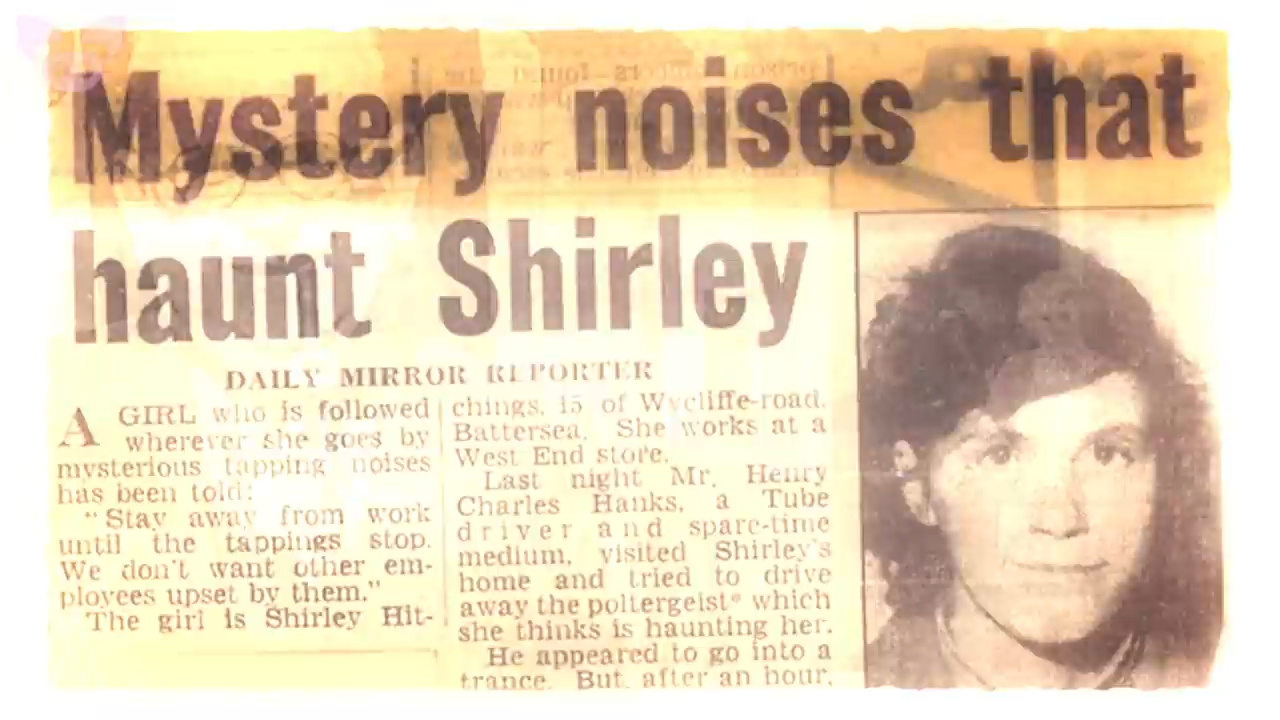 Mystery noises that
haunt Shirley
DAILY MIRROR REPORTER
A GIRL who is followed
wherever she goes by
mysterious tapping noises
has been told:
"Stay away from work
until the tappings stop.
We don't want other em-
ployees upset by them."
The girl is Shirley Hit-
chings, 15 of Wycliffe-road,
Battersea. She works at a
West End store.
Last night Mr. Henry
Charles Hanks, a Tube
driver and spare-time
medium, visited Shirley's
home and tried to drive
away the poltergeist* which
she thinks is haunting her.
He appeared to go into a
trance. But, after an hour,